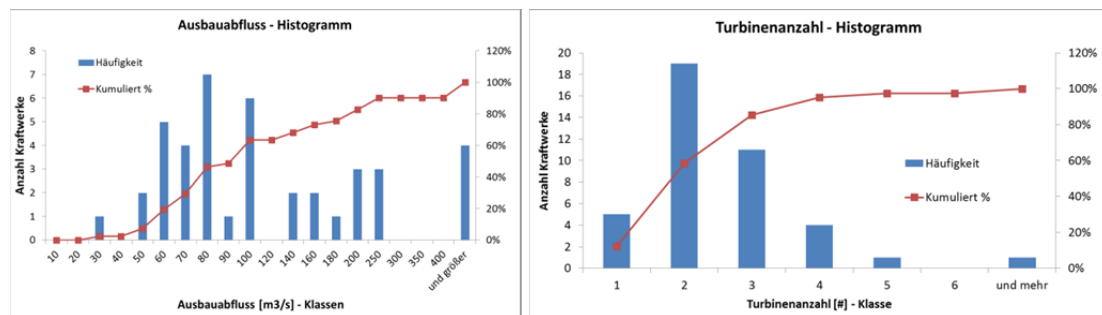 Ausbauabfluss - Histogramm
Anzahl Kraftwerke
8
7
6
5
4
3
2
1
0
120%
100%
80%
60%
40%
20%
0%
Häufigkeit
Kumuliert %
10 20 30 40 50 60 70 80 90 100 120 140 160 180 200 250 300 350 400 und größer
Ausbauabfluss [m3/s] - Klassen
Turbinenanzahl - Histogramm
Anzahl Kraftwerke
20
18
16
14
12
10
8
6
4
2
0
120%
100%
80%
60%
40%
20%
0%
Häufigkeit
Kumuliert %
1 2 3 4 5 6 und mehr
Turbinenanzahl [#] - Klasse